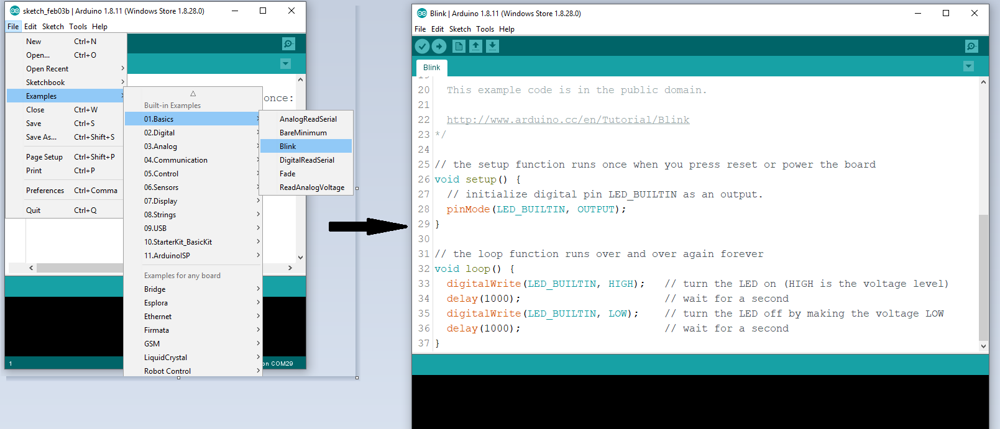 sketch_feb03b | Arduino 1.8.11 (Windows Store 1.8.28.0)
File Edit Sketch Tools Help
New Ctrl+N
Open... Ctrl+O
Open Recent
Sketchbook
Examples
Close Ctrl+W
Save Ctrl+S
Save As... Ctrl+Shift+S
Page Setup Ctrl+Shift+P
Print Ctrl+P
Preferences Ctrl+Comma
Quit Ctrl+Q
once:
Built-in Examples
01.Basics
02.Digital
03.Analog
04.Communication
05.Control
06.Sensors
07.Display
08.Strings
09.USB
10.StarterKit_BasicKit
11.ArduinoISP
Examples for any board
Bridge
Esplora
Ethernet
Firmata
GSM
LiquidCrystal
Robot Control
AnalogReadSerial
BareMinimum
Blink
DigitalReadSerial
Fade
ReadAnalogVoltage
1
on COM29
Blink | Arduino 1.8.11 (Windows Store 1.8.28.0)
File Edit Sketch Tools Help
Blink
19
20 This example code is in the public domain.
21
22 http://www.arduino.cc/en/Tutorial/Blink
23 */
24
25 // the setup function runs once when you press reset or power the board
26 void setup() {
27 // initialize digital pin LED_BUILTIN as an output.
28 pinMode(LED_BUILTIN, OUTPUT);
29 }
30
31 // the loop function runs over and over again forever
32 void loop() {
33 digitalWrite(LED_BUILTIN, HIGH); // turn the LED on (HIGH is the voltage level)
34 delay(1000); // wait for a second
35 digitalWrite(LED_BUILTIN, LOW); // turn the LED off by making the voltage LOW
36 delay(1000); // wait for a second
37 }